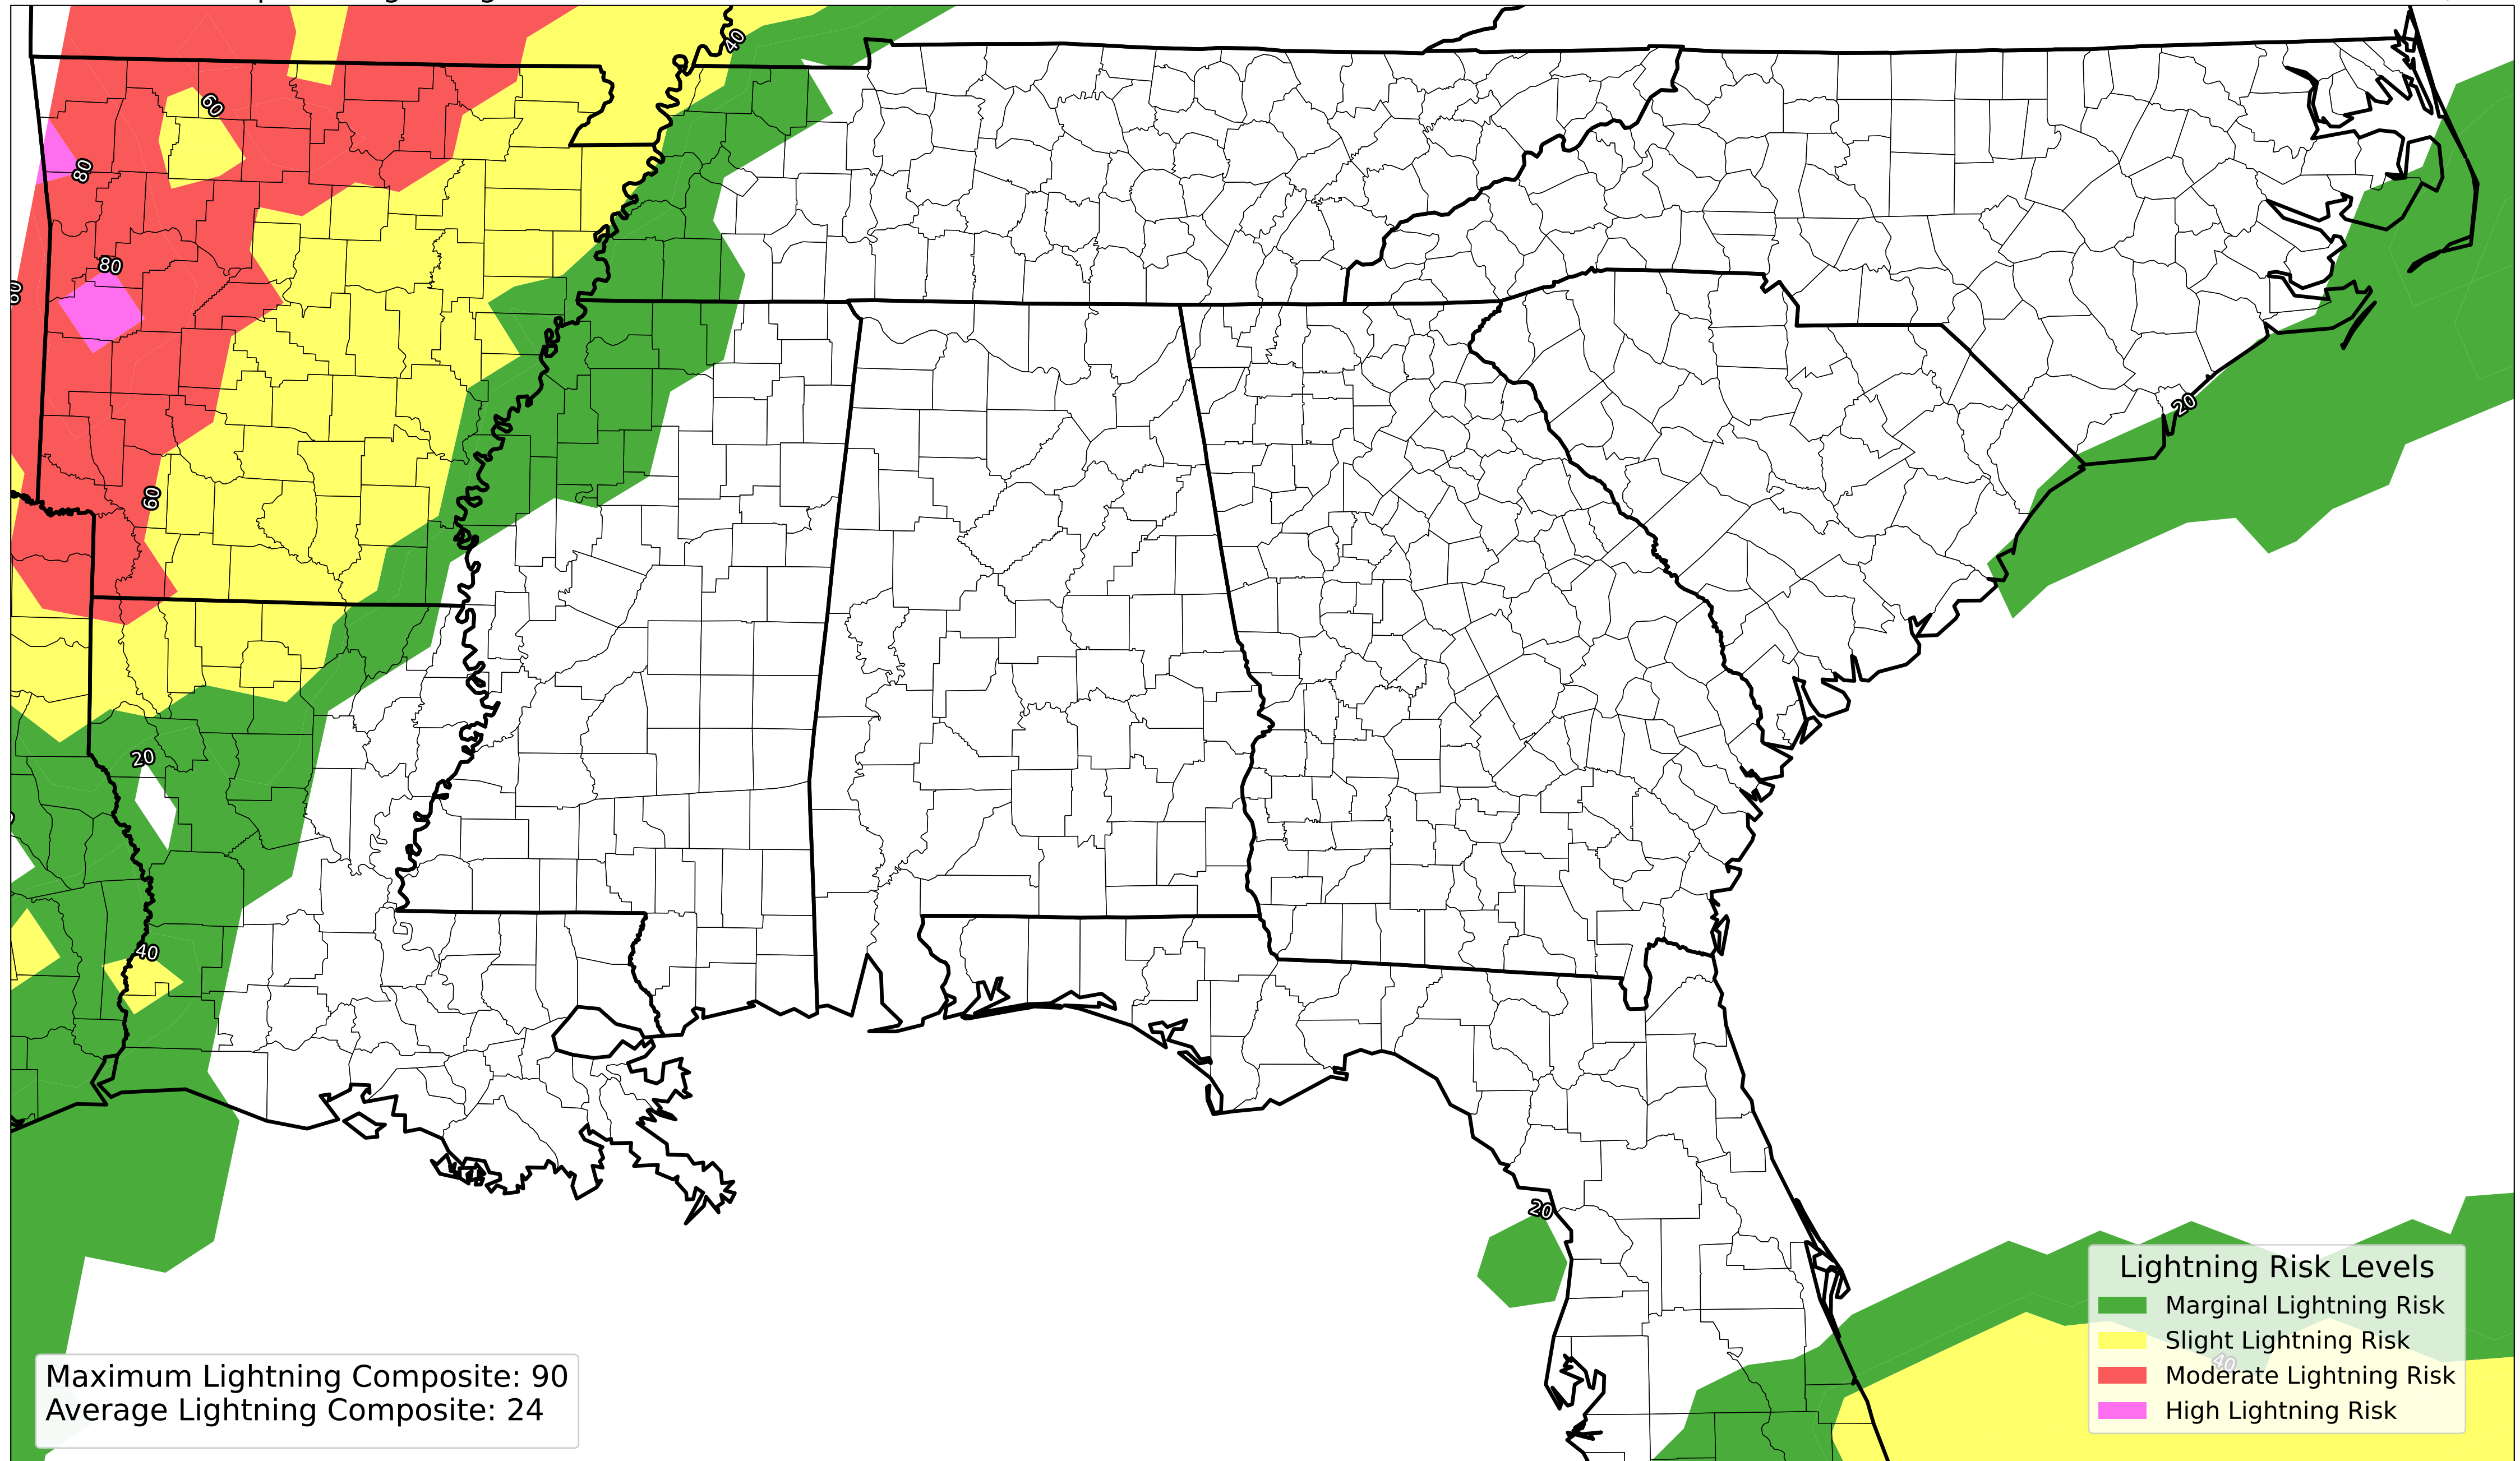 40
60
80
80
20
60
20
40
20
Lightning Risk Levels
Marginal Lightning Risk
Slight Lightning Risk
40
Moderate Lightning Risk
High Lightning Risk
Maximum Lightning Composite: 90
Average Lightning Composite: 24